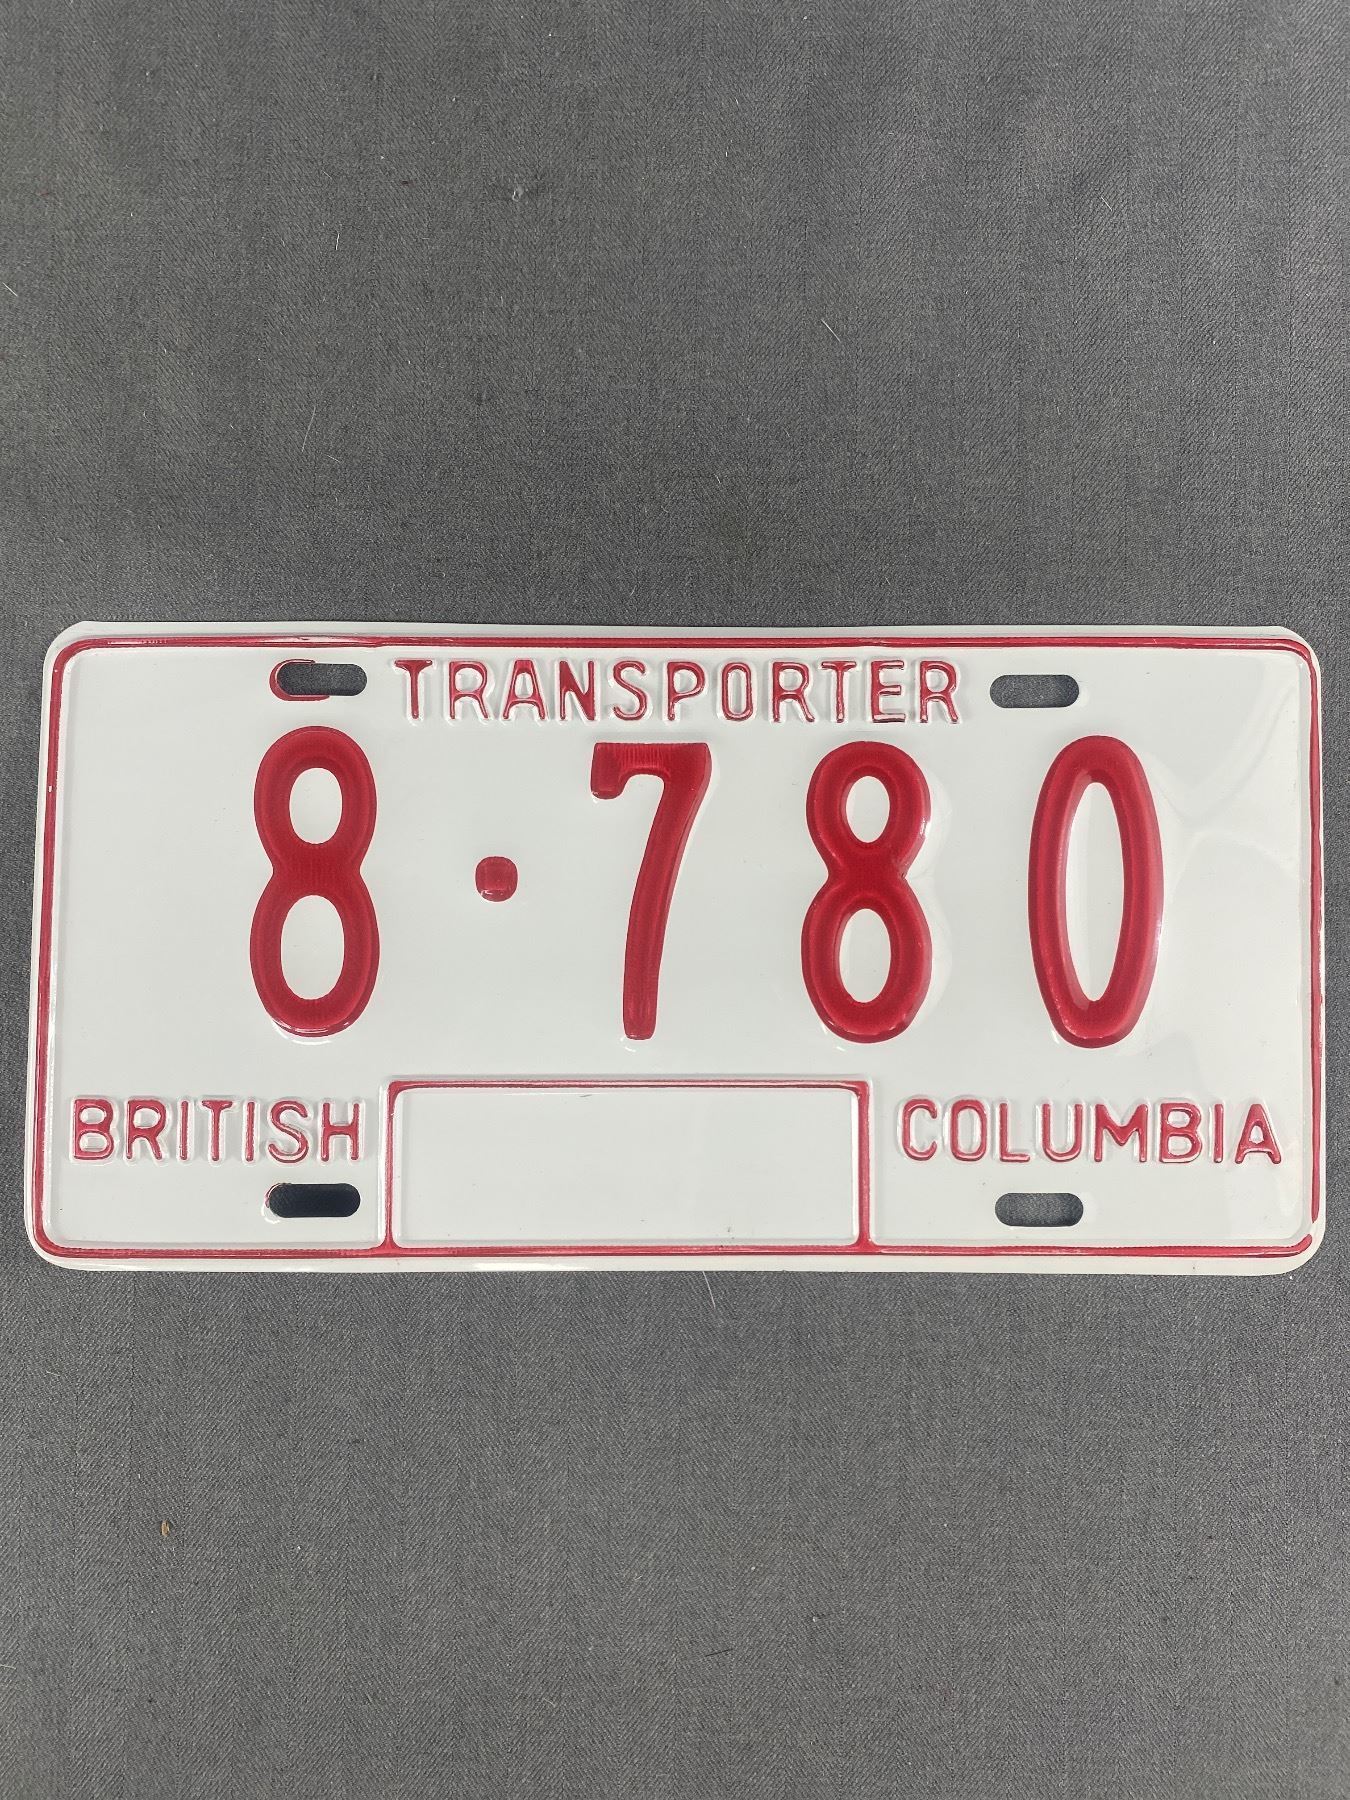 TRANSPORTER
8·780
BRITISH COLUMBIA